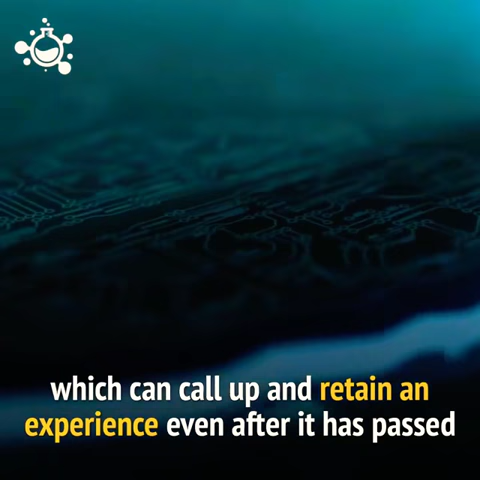 which can call up and retain an
experience even after it has passed